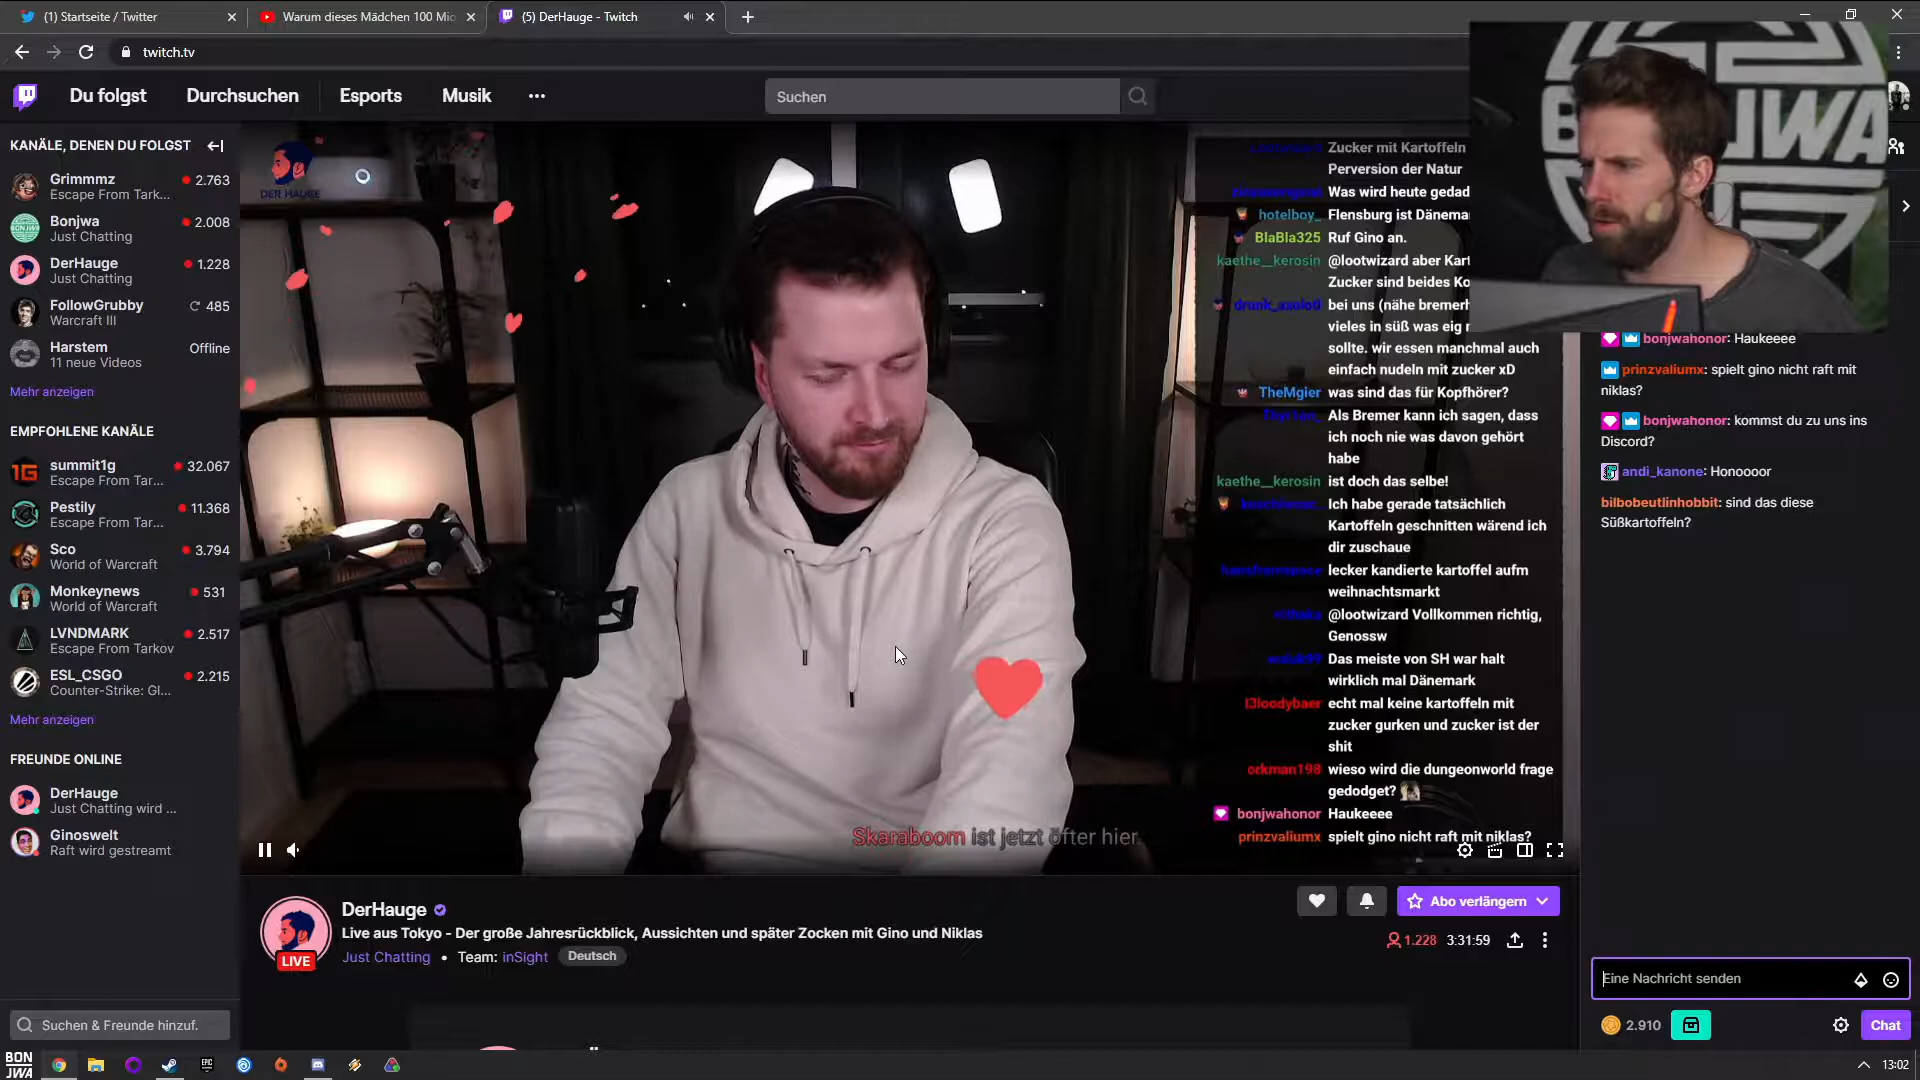 (1) Startseite / Twitter
Warum dieses Mädchen 100 Mio
(5) DerHauge - Twitch
twitch.tv
Du folgst
Durchsuchen
Esports
Musik
Suchen
KANÄLE, DENEN DU FOLGST
Grimmmz
2.763
Escape From Tark...
Bonjwa
2.008
Just Chatting
DerHauge
1.228
Just Chatting
FollowGrubby
485
Warcraft III
Harstem
Offline
11 neue Videos
Mehr anzeigen
EMPFOHLENE KANÄLE
summit1g
32.067
Escape From Tar...
Pestily
11.368
Escape From Tar...
Sco
3.794
World of Warcraft
Monkeynews
531
World of Warcraft
LVNDMARK
2.517
Escape From Tarkov
ESL_CSGO
2.215
Counter-Strike: Gl...
Mehr anzeigen
FREUNDE ONLINE
DerHauge
Just Chatting wird ...
Ginoswelt
Raft wird gestreamt
Suchen & Freunde hinzuf.
DER HAUGE
Zucker mit Kartoffeln
Perversion der Natur
Was wird heute gedad
hotelboy_ Flensburg ist Dänema
BlaBla325 Ruf Gino an.
kaethe__kerosin @lootwizard aber Kart
Zucker sind beides Ko
drunk_axolotl bei uns (nähe bremerh
vieles in süß was eig
sollte. wir essen manchmal auch
einfach nudeln mit zucker xD
TheMgier was sind das für Kopfhörer?
Als Bremer kann ich sagen, dass
ich noch nie was davon gehört
habe
kaethe__kerosin ist doch das selbe!
Ich habe gerade tatsächlich
Kartoffeln geschnitten wärend ich
dir zuschaue
lecker kandierte kartoffel aufm
weihnachtsmarkt
@lootwizard Vollkommen richtig,
Genossw
Das meiste von SH war halt
wirklich mal Dänemark
l3loodybaer echt mal keine kartoffeln mit
zucker gurken und zucker ist der
shit
orkman198 wieso wird die dungeonworld frage
gedodget?
bonjwahonor Haukeeee
prinzvaliumx spielt gino nicht raft mit niklas?
Skaraboom ist jetzt öfter hier.
BONJWA
bonjwahonor: Haukeeee
prinzvaliumx: spielt gino nicht raft mit
niklas?
bonjwahonor: kommst du zu uns ins
Discord?
andi_kanone: Honoooor
bilbobeutlinhobbit: sind das diese
Süßkartoffeln?
DerHauge
LIVE
Live aus Tokyo - Der große Jahresrückblick, Aussichten und später Zocken mit Gino und Niklas
Just Chatting • Team: inSight Deutsch
Abo verlängern
1.228
3:31:59
Eine Nachricht senden
2.910
Chat
BON
JWA
EPIC
13:02